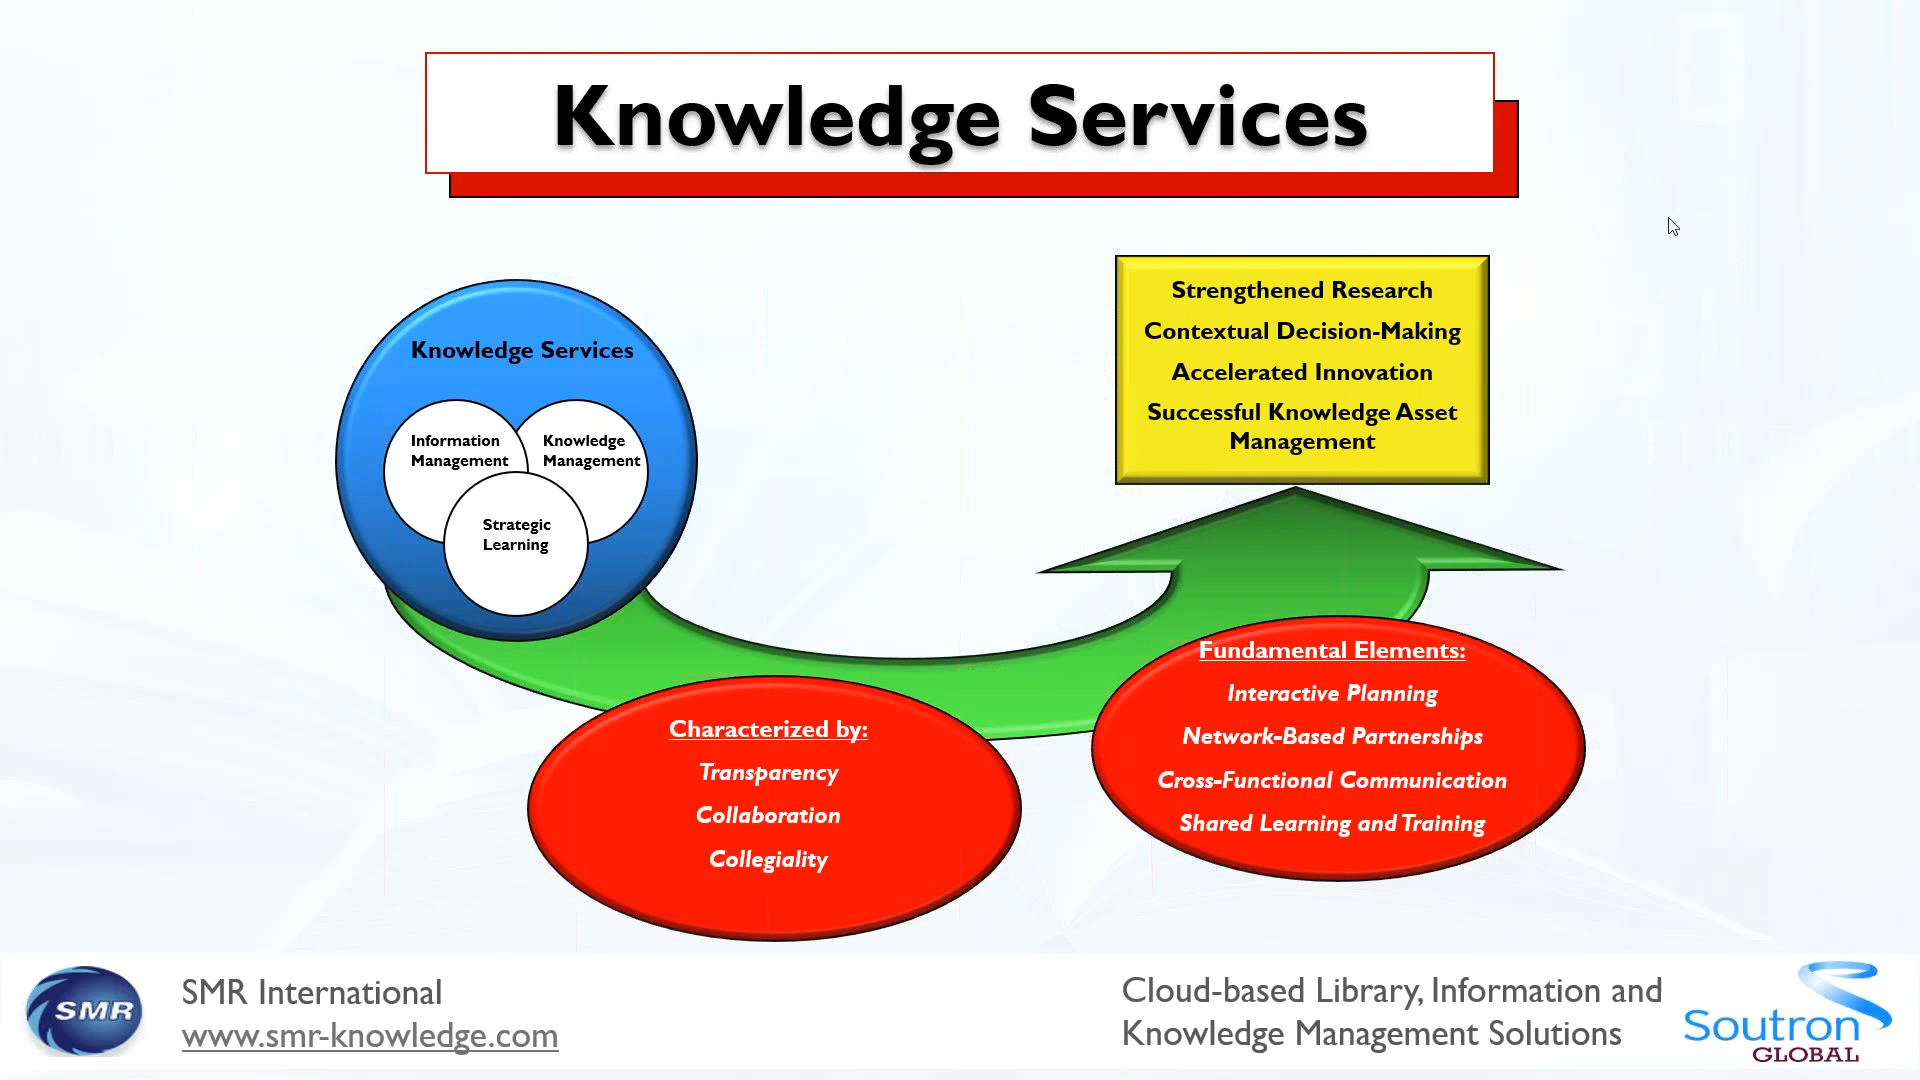 Knowledge Services
Knowledge Services
Information
Management
Knowledge
Management
Strategic
Learning
Strengthened Research
Contextual Decision-Making
Accelerated Innovation
Successful Knowledge Asset
Management
Characterized by:
Transparency
Collaboration
Collegiality
Fundamental Elements:
Interactive Planning
Network-Based Partnerships
Cross-Functional Communication
Shared Learning and Training
SMR
SMR International
www.smr-knowledge.com
Cloud-based Library, Information and
Knowledge Management Solutions
Soutron
GLOBAL